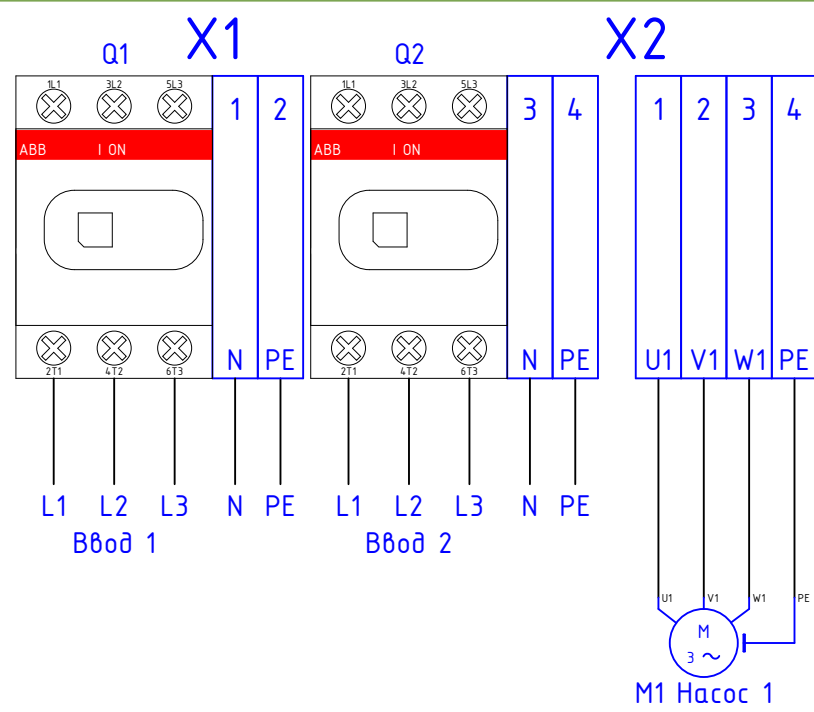 X1 X2
Q1 Q2
1L1 3L2 5L3 1L1 3L2 5L3
1 2 3 4 1 2 3 4
ABB I ON ABB I ON
N PE N PE U1 V1 W1 PE
2T1 4T2 6T3 2T1 4T2 6T3
L1 L2 L3 N PE L1 L2 L3 N PE
Ввод 1 Ввод 2
U1 V1 W1 PE
M
3 ~
M1 Насос 1